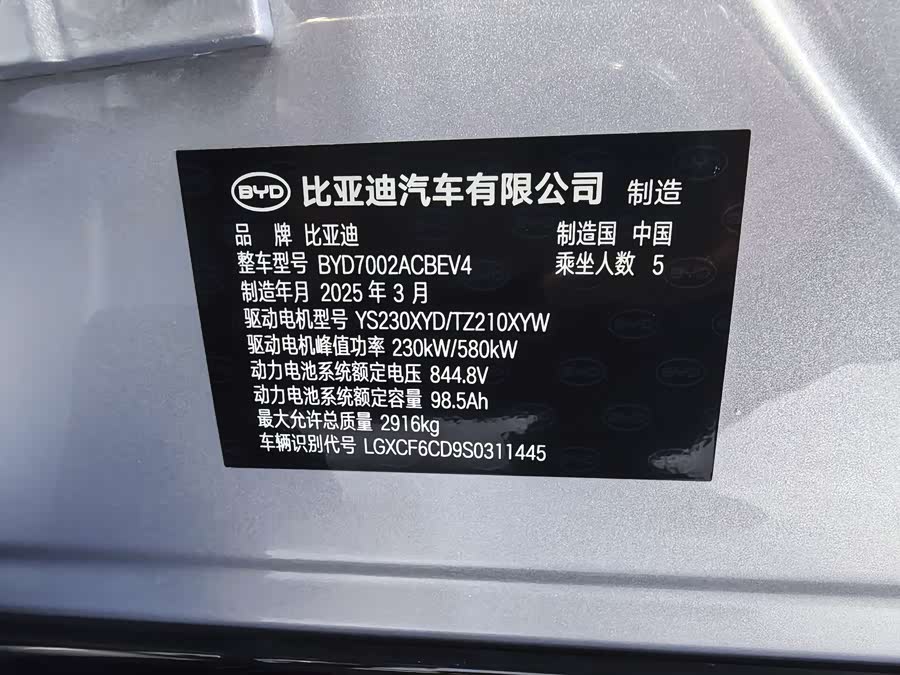 BYD 比亚迪汽车有限公司 制造
品 牌 比亚迪 制造国 中国
整车型号 BYD7002ACBEV4 乘坐人数 5
制造年月 2025 年 3 月
驱动电机型号 YS230XYD/TZ210XYW
驱动电机峰值功率 230kW/580kW
动力电池系统额定电压 844.8V
动力电池系统额定容量 98.5Ah
最大允许总质量 2916kg
车辆识别代号 LGXCF6CD9S0311445